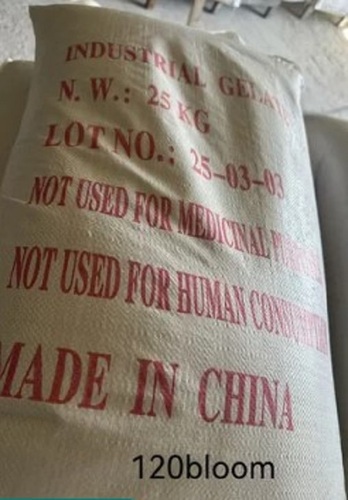 INDUSTRIAL
N. W.: 25 KG
LOT NO.: 25-03-03
NOT USED FOR MEDICINAL
NOT USED FOR HUMAN
MADE IN CHINA
120bloom